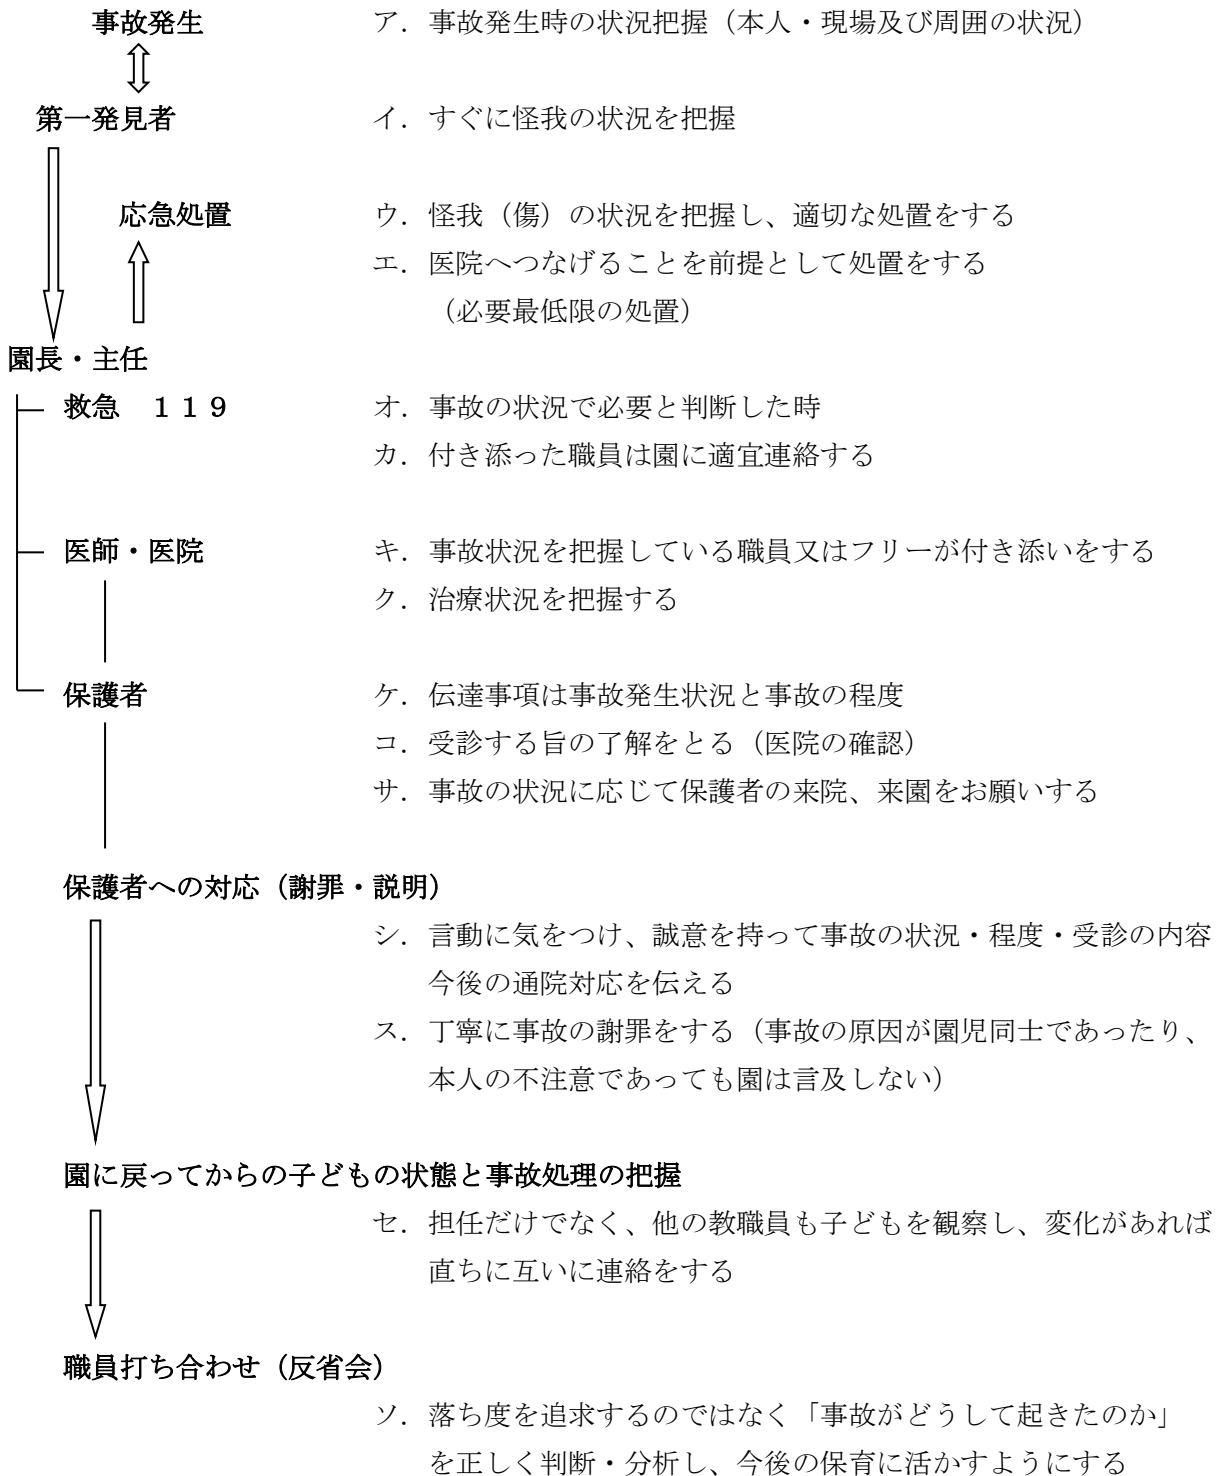 事故発生　ア．事故発生時の状況把握（本人・現場及び周囲の状況）
第一発見者　イ．すぐに怪我の状況を把握
応急処置　ウ．怪我（傷）の状況を把握し、適切な処置をする
エ．医院へつなげることを前提として処置をする
（必要最低限の処置）
園長・主任
救急　１１９　オ．事故の状況で必要と判断した時
カ．付き添った職員は園に適宜連絡する
医師・医院　キ．事故状況を把握している職員又はフリーが付き添いをする
ク．治療状況を把握する
保護者　ケ．伝達事項は事故発生状況と事故の程度
コ．受診する旨の了解をとる（医院の確認）
サ．事故の状況に応じて保護者の来院、来園をお願いする
保護者への対応（謝罪・説明）
シ．言動に気をつけ、誠意を持って事故の状況・程度・受診の内容
今後の通院対応を伝える
ス．丁寧に事故の謝罪をする（事故の原因が園児同士であったり、
本人の不注意であっても園は言及しない）
園に戻ってからの子どもの状態と事故処理の把握
セ．担任だけでなく、他の教職員も子どもを観察し、変化があれば
直ちに互いに連絡をする
職員打ち合わせ（反省会）
ソ．落ち度を追求するのではなく「事故がどうして起きたのか」
を正しく判断・分析し、今後の保育に活かすようにする